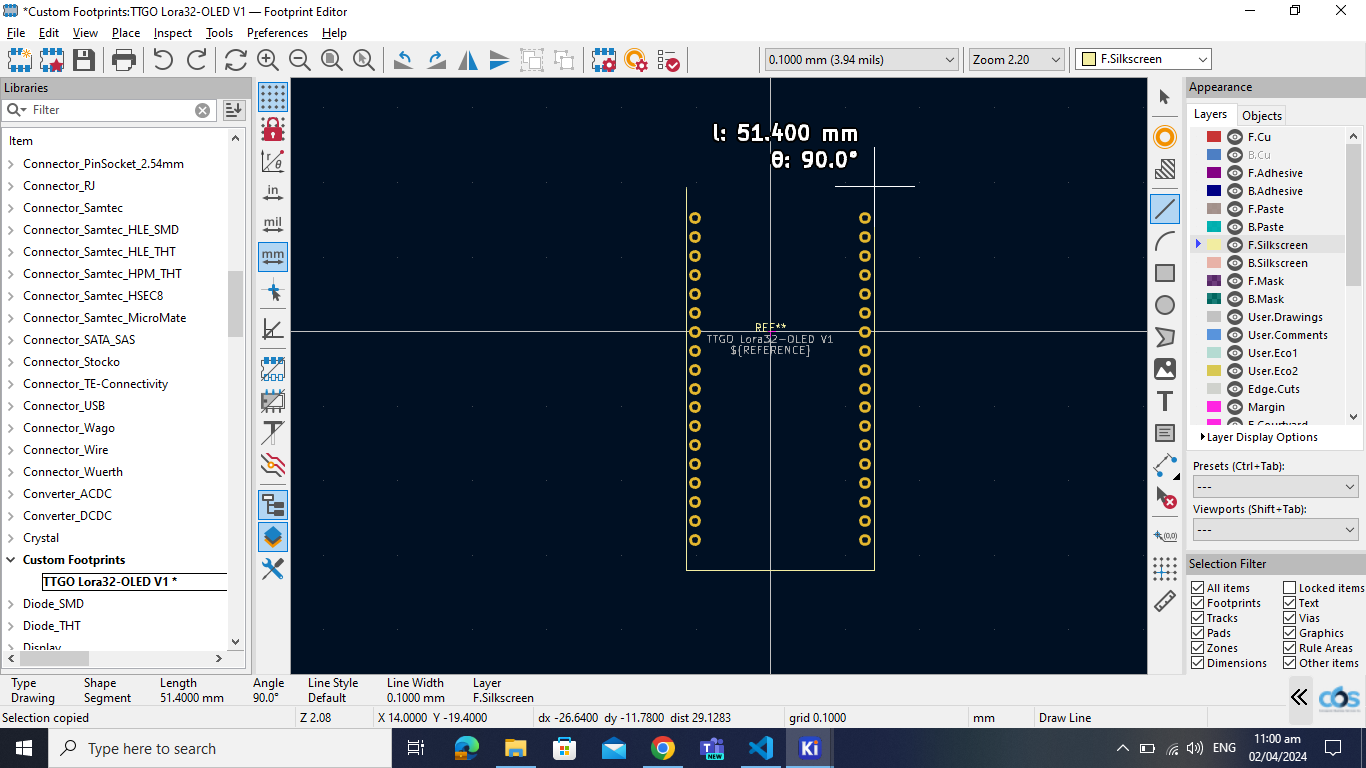 *Custom Footprints:TTGO Lora32-OLED V1 — Footprint Editor
File Edit View Place Inspect Tools Preferences Help
0.1000 mm (3.94 mils)
Zoom 2.20
F.Silkscreen
Libraries
Filter
Item
Connector_PinSocket_2.54mm
Connector_RJ
Connector_Samtec
Connector_Samtec_HLE_SMD
Connector_Samtec_HLE_THT
Connector_Samtec_HPM_THT
Connector_Samtec_HSEC8
Connector_Samtec_MicroMate
Connector_SATA_SAS
Connector_Stocko
Connector_TE-Connectivity
Connector_USB
Connector_Wago
Connector_Wire
Connector_Wuerth
Converter_ACDC
Converter_DCDC
Crystal
Custom Footprints
TTGO Lora32-OLED V1 *
Diode_SMD
Diode_THT
Display
in
mil
mm
l: 51.400 mm
θ: 90.0°
REF**
TTGO Lora32-OLED V1
${REFERENCE}
(0,0)
Appearance
Layers Objects
F.Cu
B.Cu
F.Adhesive
B.Adhesive
F.Paste
B.Paste
F.Silkscreen
B.Silkscreen
F.Mask
B.Mask
User.Drawings
User.Comments
User.Eco1
User.Eco2
Edge.Cuts
Margin
F.Courtyard
Layer Display Options
Presets (Ctrl+Tab):
---
Viewports (Shift+Tab):
---
Selection Filter
All items Locked items
Footprints Text
Tracks Vias
Pads Graphics
Zones Rule Areas
Dimensions Other items
Type Shape Length Angle Line Style Line Width Layer
Drawing Segment 51.4000 mm 90.0° Default 0.1000 mm F.Silkscreen
Selection copied Z 2.08 X 14.0000 Y -19.4000 dx -26.6400 dy -11.7800 dist 29.1283 grid 0.1000 mm Draw Line
Type here to search
NEW
Ki
ENG
11:00 am
02/04/2024